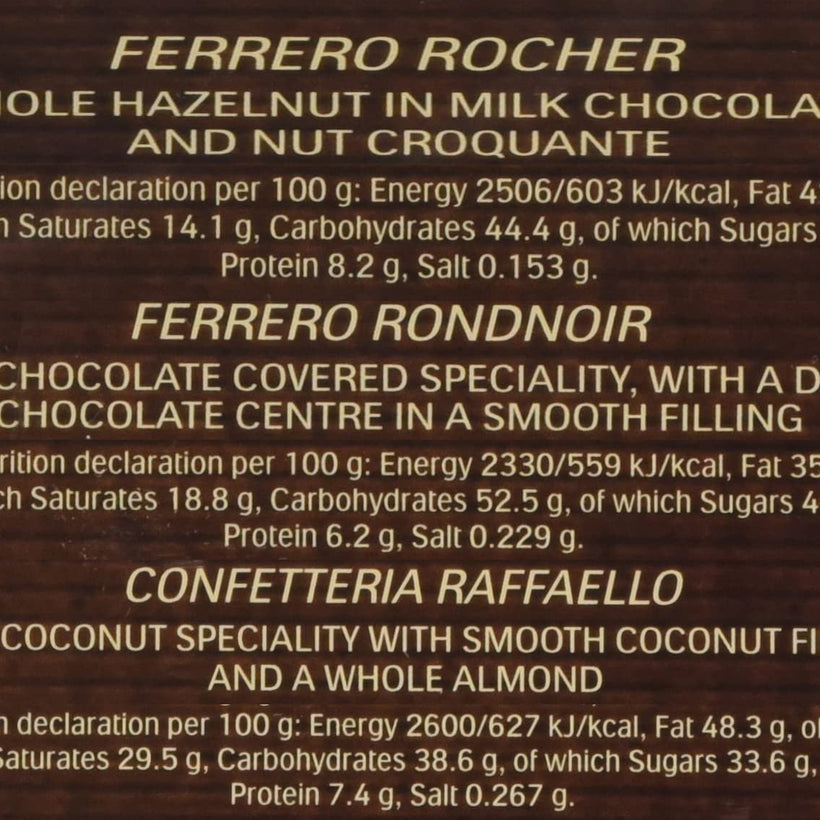 FERRERO ROCHER
HOLE HAZELNUT IN MILK CHOCOLA
AND NUT CROQUANTE
ion declaration per 100 g: Energy 2506/603 kJ/kcal, Fat 4
h Saturates 14.1 g, Carbohydrates 44.4 g, of which Sugars
Protein 8.2 g, Salt 0.153 g.
FERRERO RONDNOIR
CHOCOLATE COVERED SPECIALITY, WITH A D
CHOCOLATE CENTRE IN A SMOOTH FILLING
rition declaration per 100 g: Energy 2330/559 kJ/kcal, Fat 35
ch Saturates 18.8 g, Carbohydrates 52.5 g, of which Sugars 4
Protein 6.2 g, Salt 0.229 g.
CONFETTERIA RAFFAELLO
COCONUT SPECIALITY WITH SMOOTH COCONUT FI
AND A WHOLE ALMOND
n declaration per 100 g: Energy 2600/627 kJ/kcal, Fat 48.3 g, of
Saturates 29.5 g, Carbohydrates 38.6 g, of which Sugars 33.6 g,
Protein 7.4 g, Salt 0.267 g.